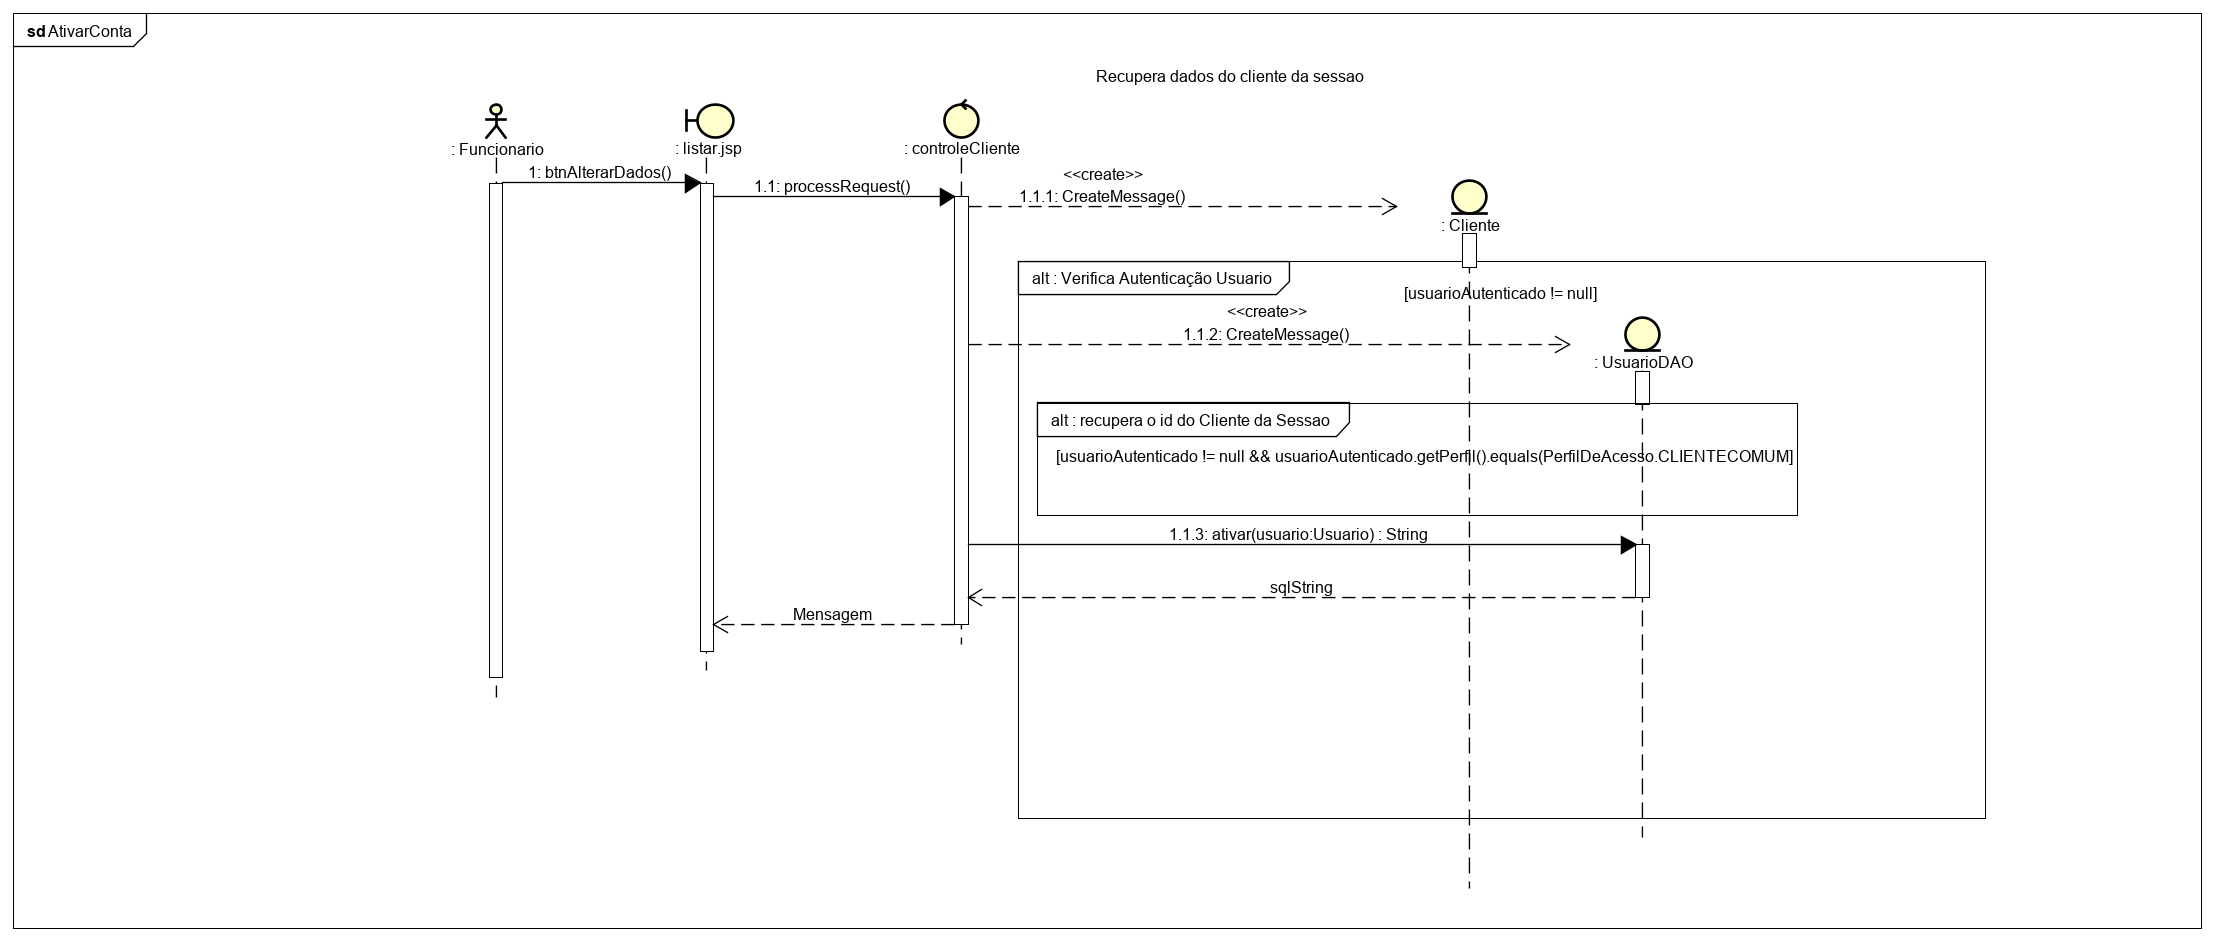 sd AtivarConta
Recupera dados do cliente da sessao
: Funcionario
: listar.jsp
: controleCliente
1: btnAlterarDados()
1.1: processRequest()
<<create>>
1.1.1: CreateMessage()
: Cliente
alt : Verifica Autenticação Usuario
[usuarioAutenticado != null]
<<create>>
1.1.2: CreateMessage()
: UsuarioDAO
alt : recupera o id do Cliente da Sessao
[usuarioAutenticado != null && usuarioAutenticado.getPerfil().equals(PerfilDeAcesso.CLIENTECOMUM]
1.1.3: ativar(usuario:Usuario) : String
sqlString
Mensagem